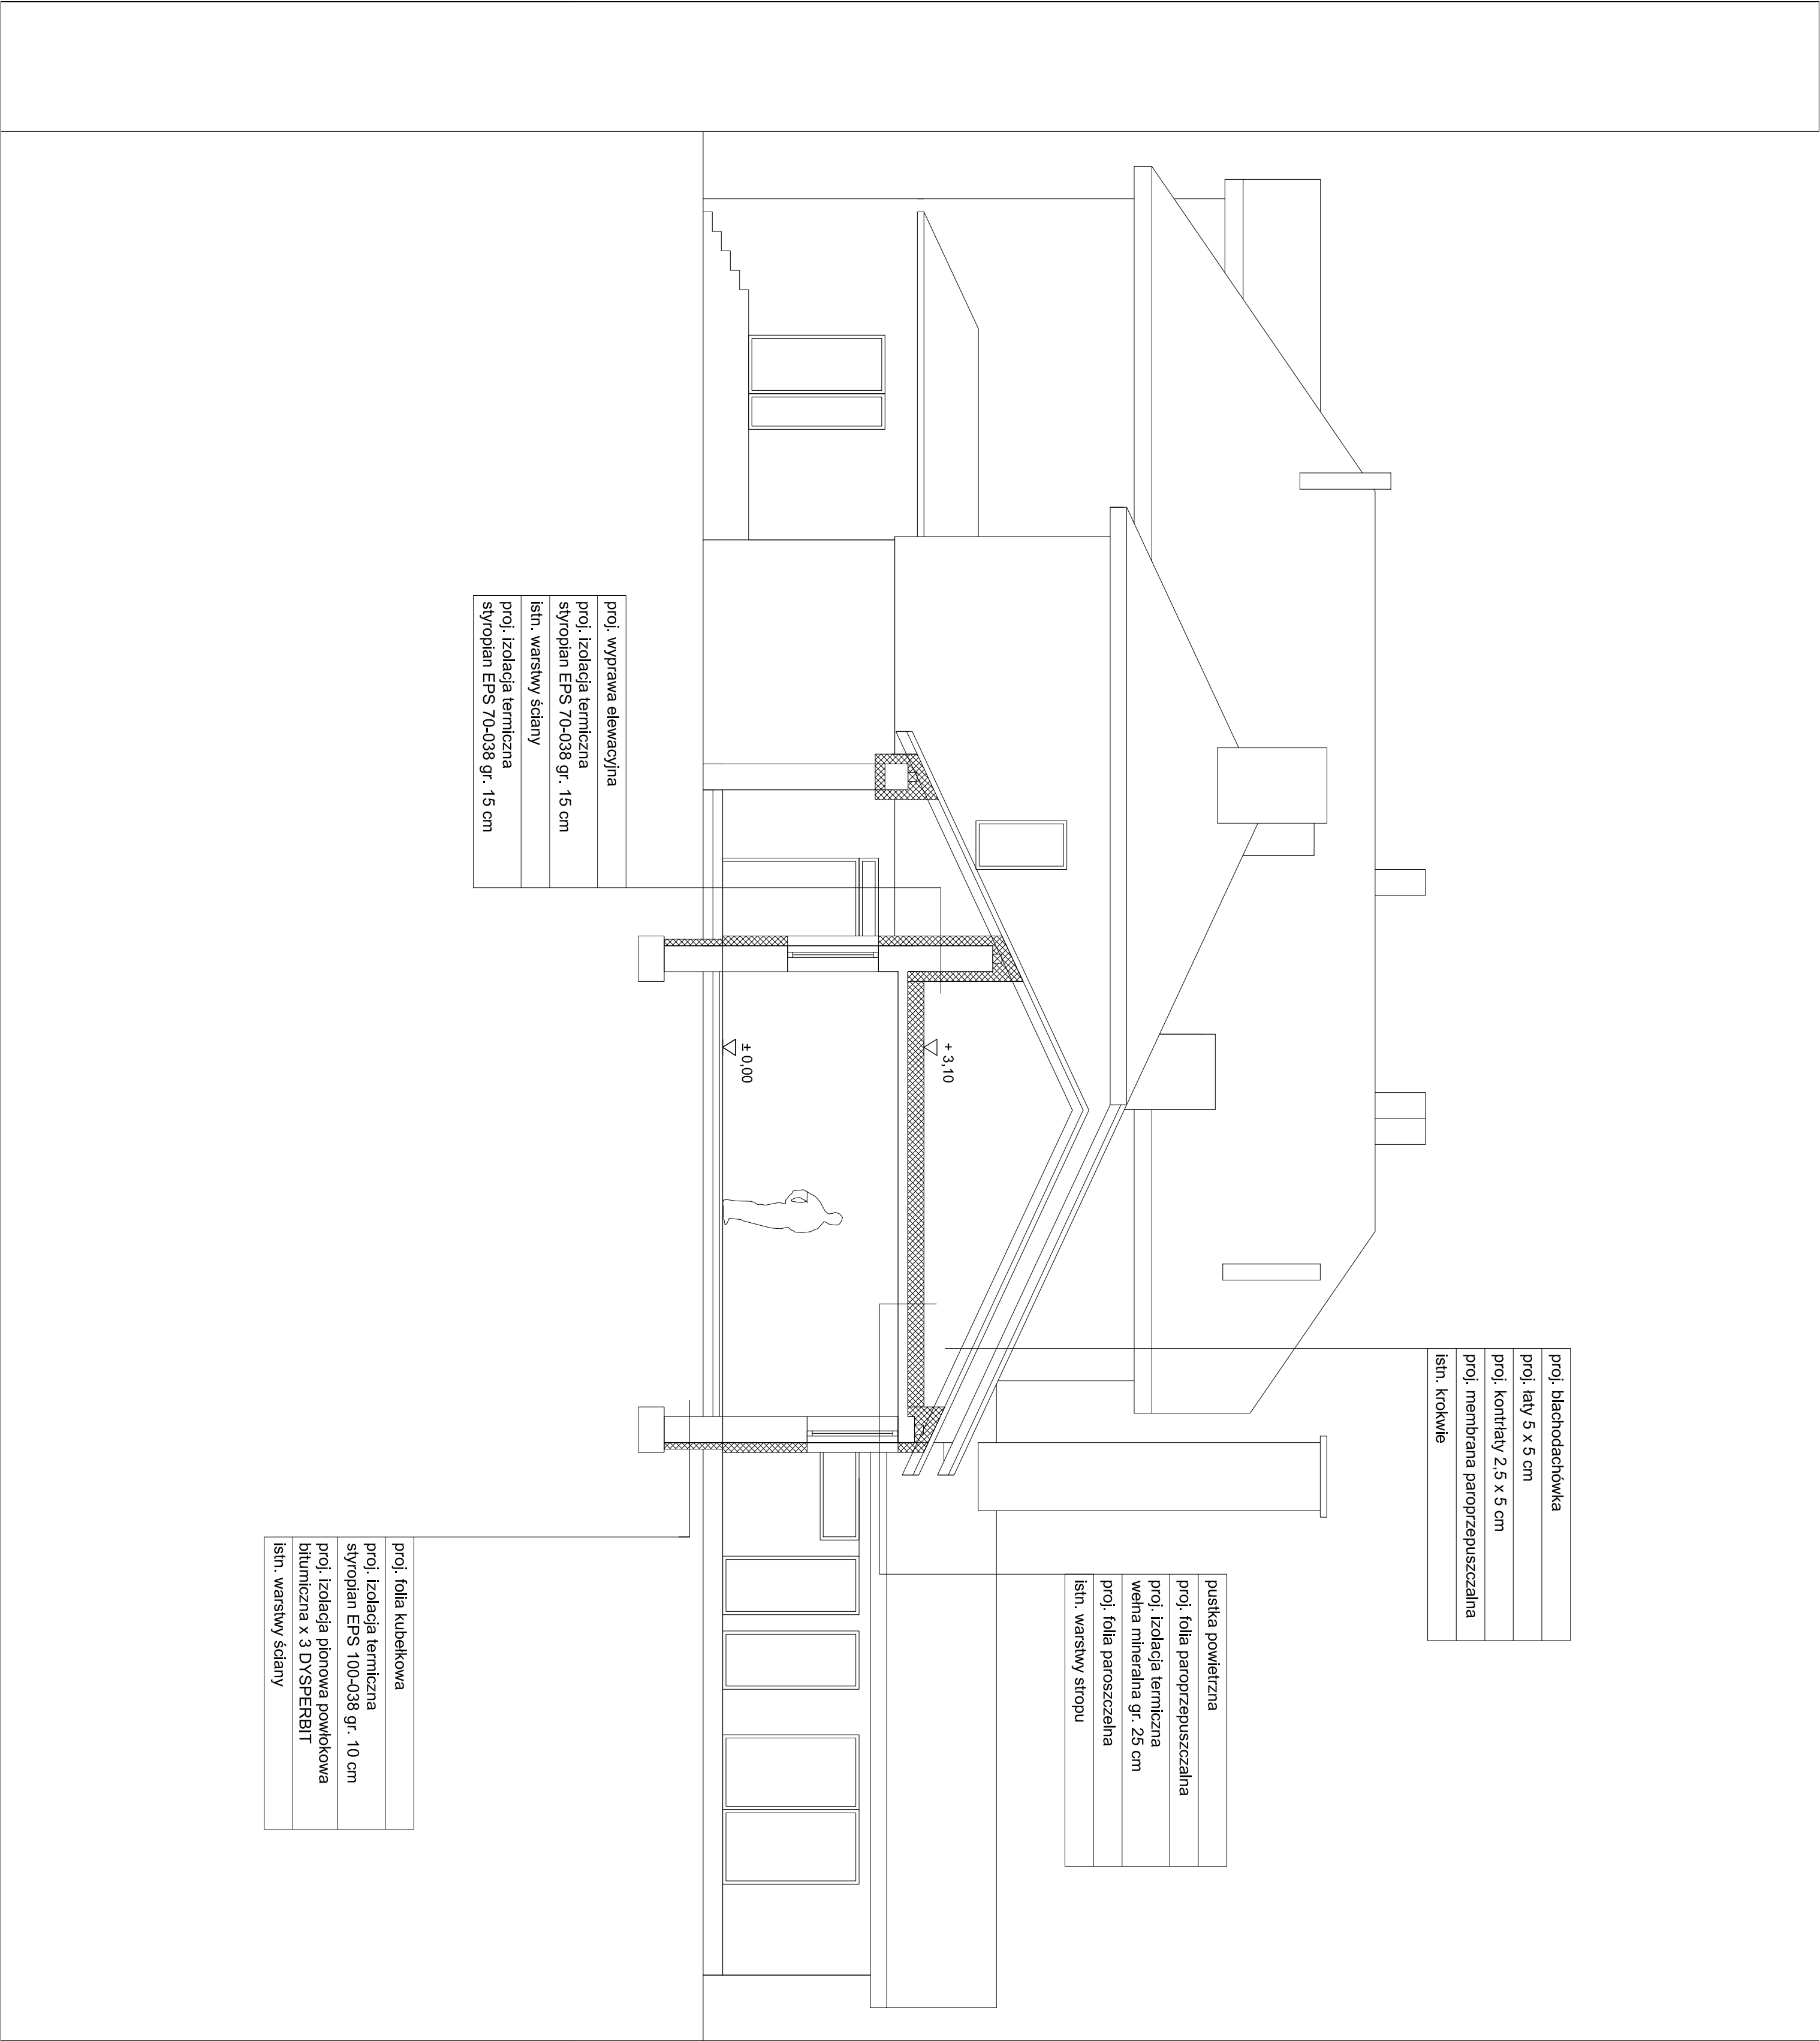 proj. blachodachówka
proj. łaty 5 x 5 cm
proj. kontrłaty 2,5 x 5 cm
proj. membrana paroprzepuszczalna
istn. krokwie
pustka powietrzna
proj. folia paroprzepuszczalna
proj. izolacja termiczna
wełna mineralna gr. 25 cm
proj. folia paroszczelna
istn. warstwy stropu
+ 3,10
± 0,00
proj. wyprawa elewacyjna
proj. izolacja termiczna
styropian EPS 70-038 gr. 15 cm
istn. warstwy ściany
proj. izolacja termiczna
styropian EPS 70-038 gr. 15 cm
proj. folia kubełkowa
proj. izolacja termiczna
styropian EPS 100-038 gr. 10 cm
proj. izolacja pionowa powłokowa
bitumiczna x 3 DYSPERBIT
istn. warstwy ściany